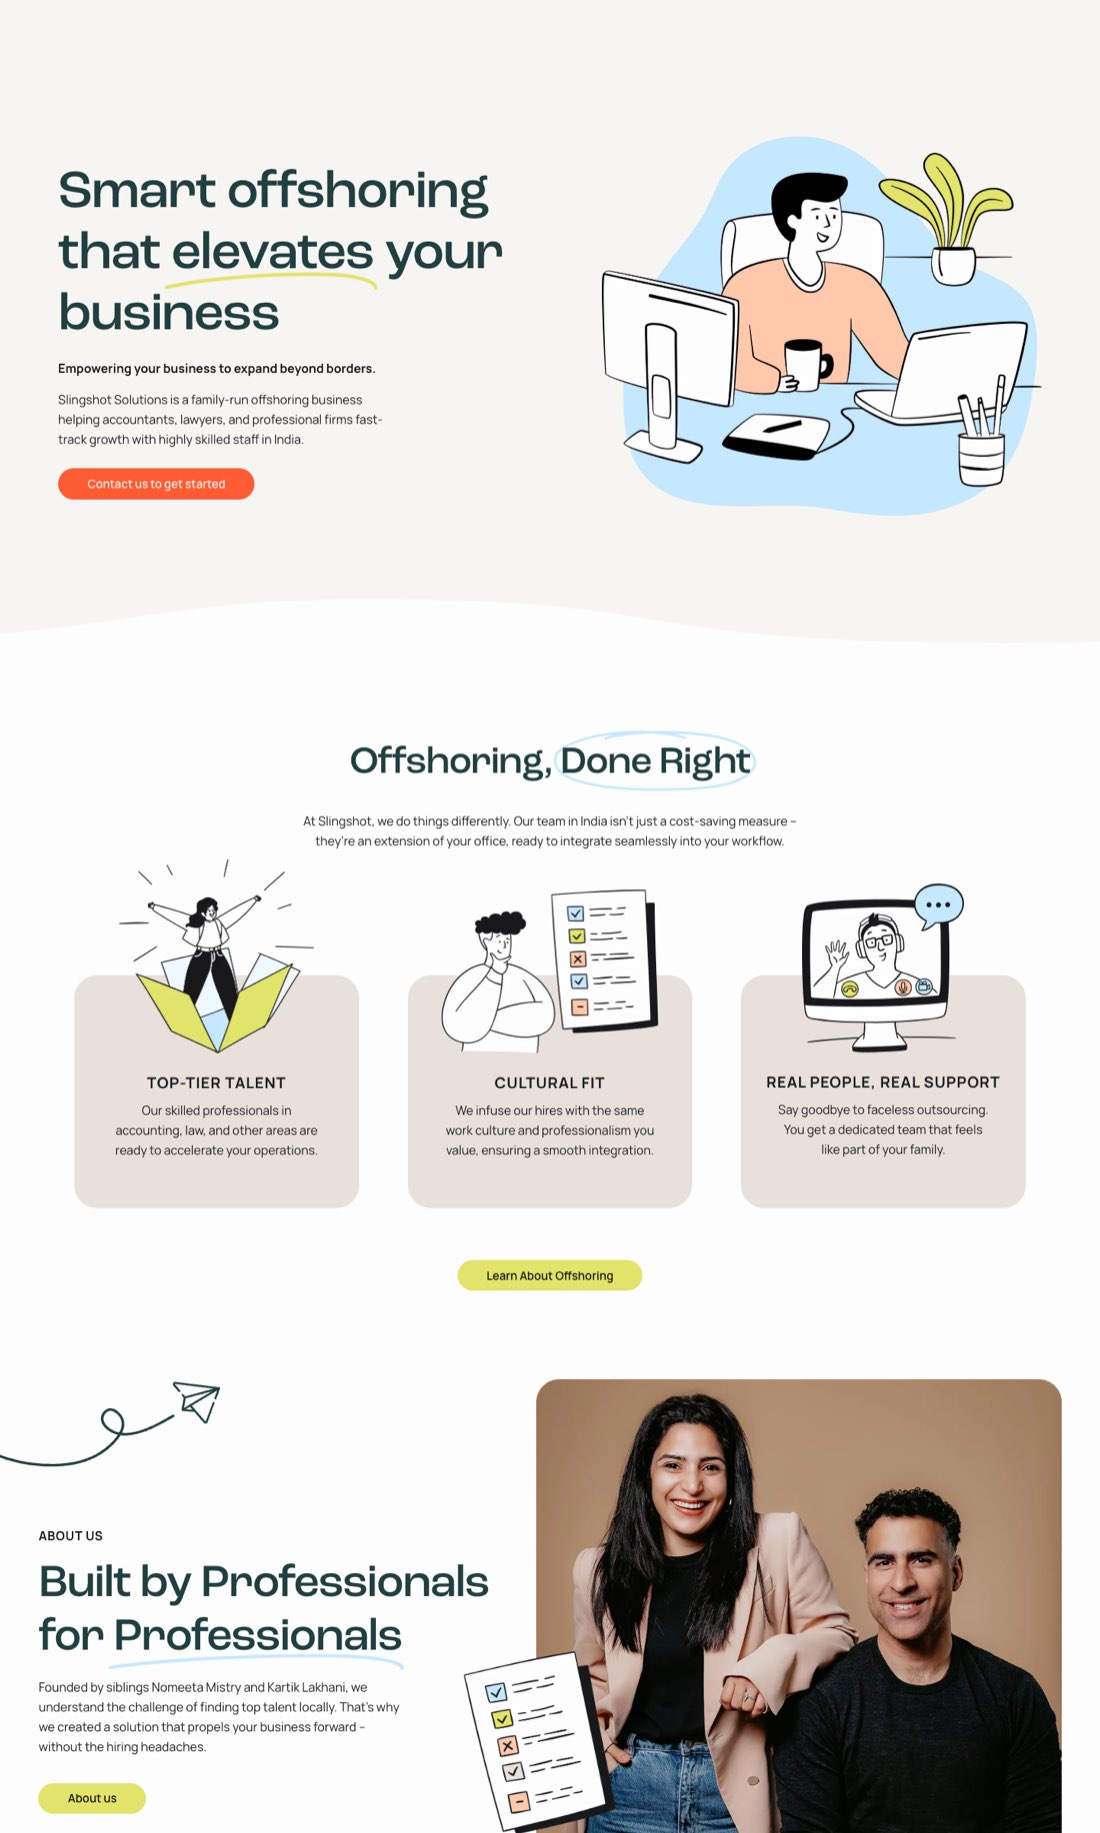 Smart offshoring
that elevates your
business
Empowering your business to expand beyond borders.
Slingshot Solutions is a family-run offshoring business
helping accountants, lawyers, and professional firms fast-
track growth with highly skilled staff in India.
Contact us to get started
Offshoring, Done Right
At Slingshot, we do things differently. Our team in India isn't just a cost-saving measure –
they're an extension of your office, ready to integrate seamlessly into your workflow.
TOP-TIER TALENT
Our skilled professionals in
accounting, law, and other areas are
ready to accelerate your operations.
CULTURAL FIT
We infuse our hires with the same
work culture and professionalism you
value, ensuring a smooth integration.
REAL PEOPLE, REAL SUPPORT
Say goodbye to faceless outsourcing.
You get a dedicated team that feels
like part of your family.
Learn About Offshoring
ABOUT US
Built by Professionals
for Professionals
Founded by siblings Nomeeta Mistry and Kartik Lakhani, we
understand the challenge of finding top talent locally. That's why
we created a solution that propels your business forward –
without the hiring headaches.
About us